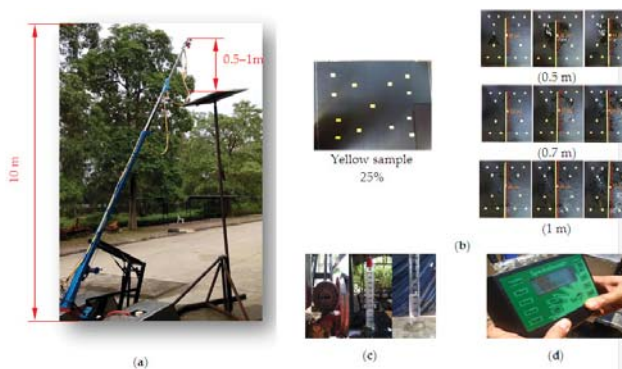 10 m
0.5–1m
(a)
Yellow sample
25%
(0.5 m)
(0.7 m)
(1 m)
(b)
(c)
(d)